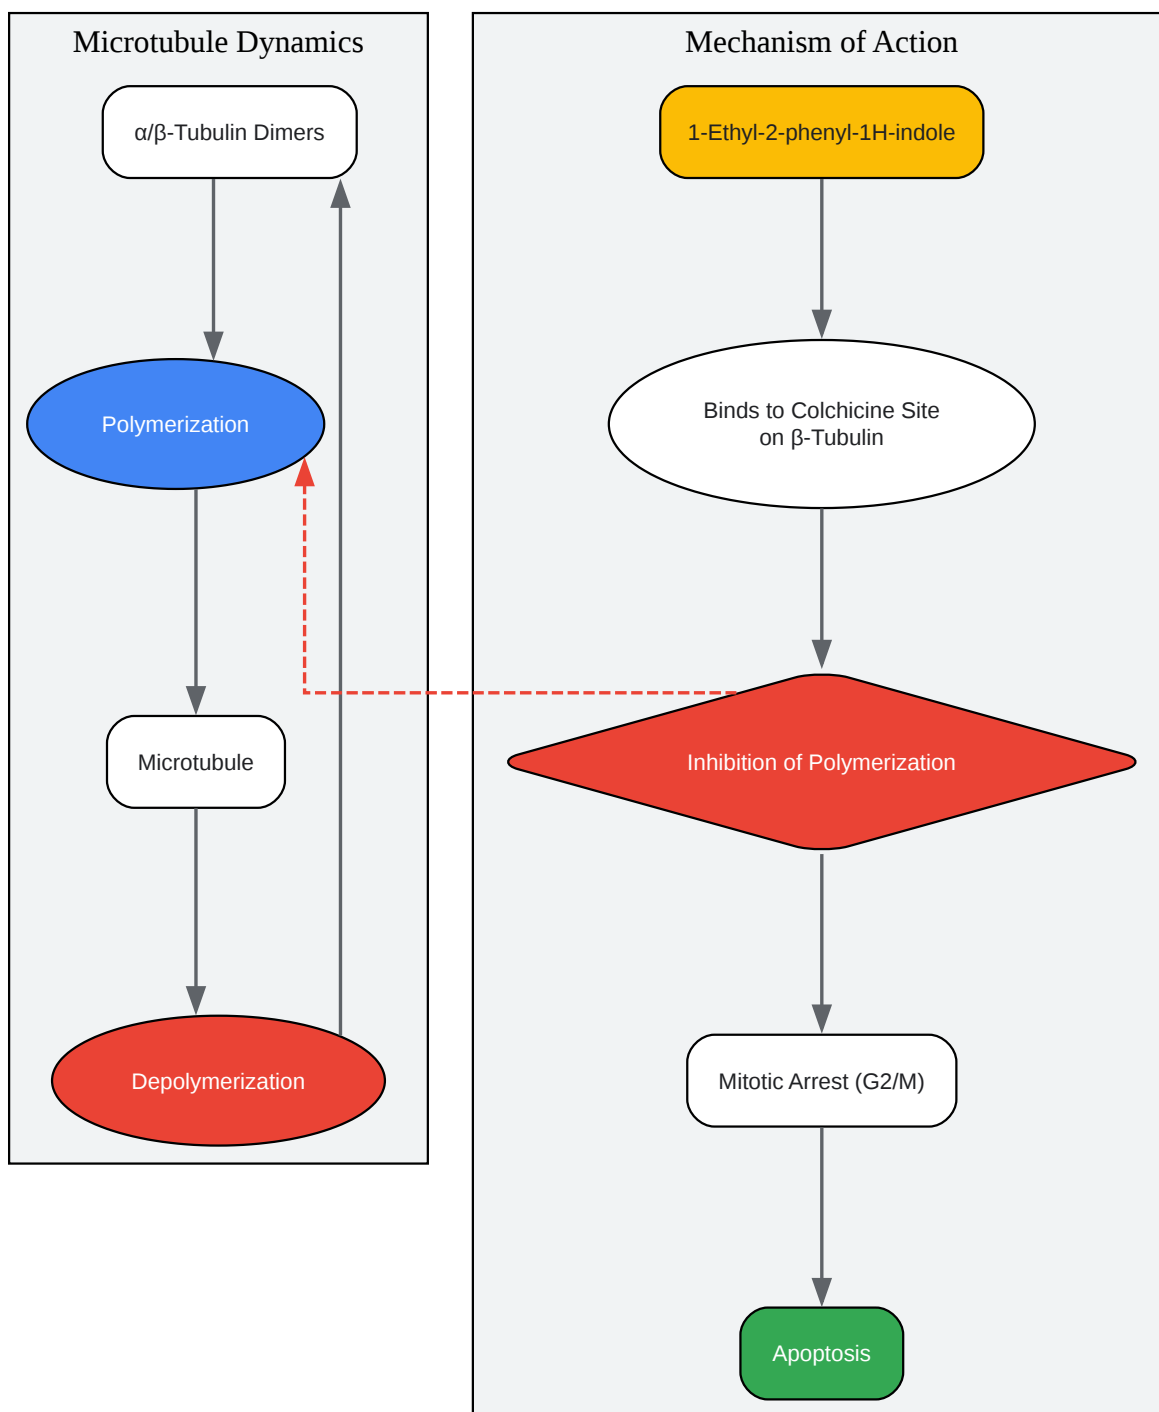 Microtubule Dynamics
α/β-Tubulin Dimers
Polymerization
Microtubule
Depolymerization
Mechanism of Action
1-Ethyl-2-phenyl-1H-indole
Binds to Colchicine Site
on β-Tubulin
Inhibition of Polymerization
Mitotic Arrest (G2/M)
Apoptosis